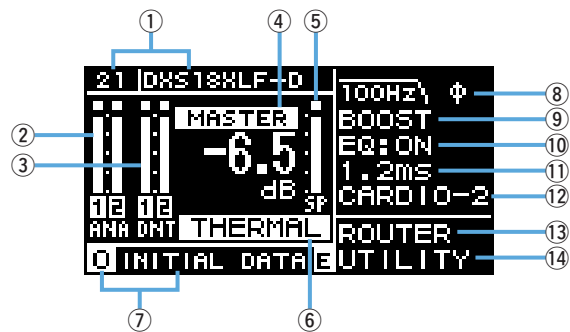 ① ④ ⑤
21 DXS18XLF-D
② ③
MASTER
-6.5
dB
1 2 1 2 SP
ANA DNT THERMAL
0 INITIAL DATA E
⑦ ⑥
100Hz ϕ ⑧
BOOST ⑨
EQ:ON ⑩
1.2ms ⑪
CARDIO-2 ⑫
ROUTER ⑬
UTILITY ⑭